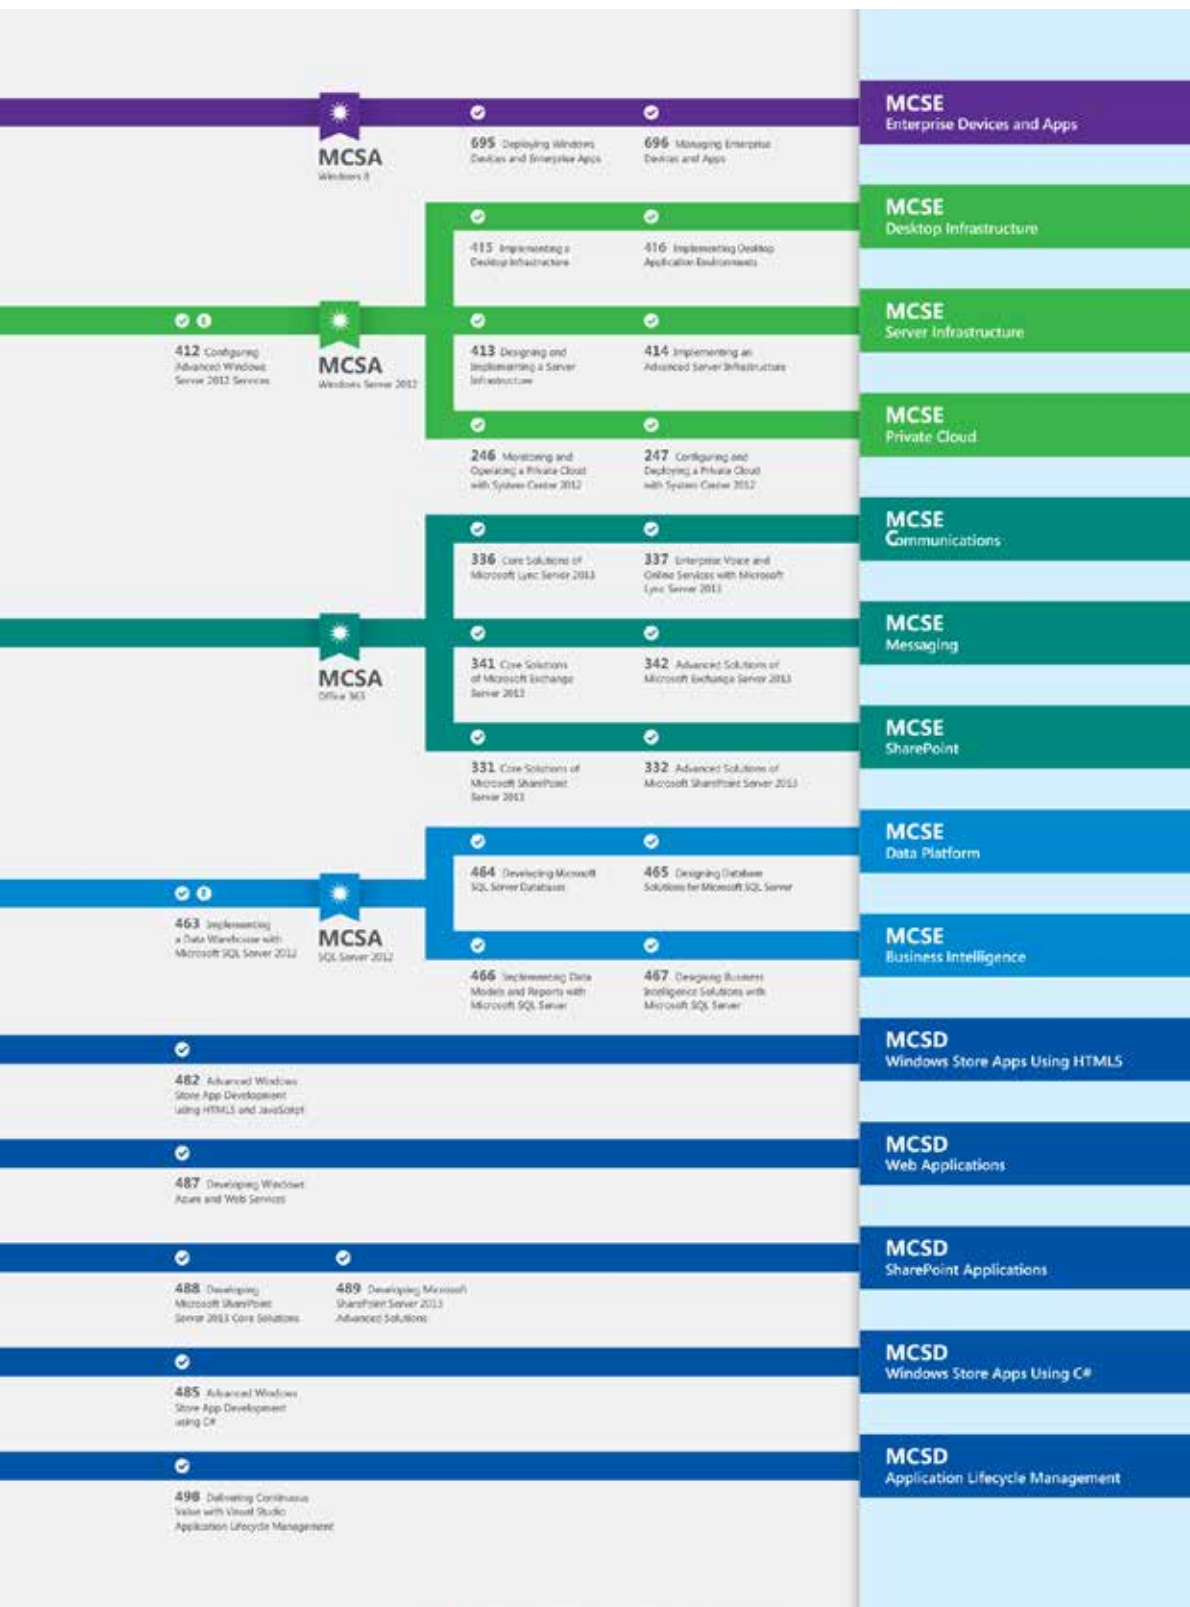 MCSE
Enterprise Devices and Apps
MCSA
Windows 8
695 Deploying Windows
Devices and Enterprise Apps
696 Managing Enterprise
Devices and Apps
MCSE
Desktop Infrastructure
415 Implementing a
Desktop Infrastructure
416 Implementing Desktop
Application Environments
MCSE
Server Infrastructure
412 Configuring
Advanced Windows
Server 2012 Services
MCSA
Windows Server 2012
413 Designing and
Implementing a Server
Infrastructure
414 Implementing an
Advanced Server Infrastructure
MCSE
Private Cloud
246 Monitoring and
Operating a Private Cloud
with System Center 2012
247 Configuring and
Deploying a Private Cloud
with System Center 2012
MCSE
Communications
336 Core Solutions of
Microsoft Lync Server 2013
337 Enterprise Voice and
Online Services with Microsoft
Lync Server 2013
MCSE
Messaging
MCSA
Office 365
341 Core Solutions
of Microsoft Exchange
Server 2013
342 Advanced Solutions of
Microsoft Exchange Server 2013
MCSE
SharePoint
331 Core Solutions of
Microsoft SharePoint
Server 2013
332 Advanced Solutions of
Microsoft SharePoint Server 2013
MCSE
Data Platform
464 Developing Microsoft
SQL Server Databases
465 Designing Database
Solutions for Microsoft SQL Server
463 Implementing
a Data Warehouse with
Microsoft SQL Server 2012
MCSA
SQL Server 2012
MCSE
Business Intelligence
466 Implementing Data
Models and Reports with
Microsoft SQL Server
467 Designing Business
Intelligence Solutions with
Microsoft SQL Server
MCSD
Windows Store Apps Using HTML5
482 Advanced Windows
Store App Development
using HTML5 and JavaScript
MCSD
Web Applications
487 Developing Windows
Azure and Web Services
MCSD
SharePoint Applications
488 Developing
Microsoft SharePoint
Server 2013 Core Solutions
489 Developing Microsoft
SharePoint Server 2013
Advanced Solutions
MCSD
Windows Store Apps Using C#
485 Advanced Windows
Store App Development
using C#
MCSD
Application Lifecycle Management
498 Delivering Continuous
Value with Visual Studio
Application Lifecycle Management